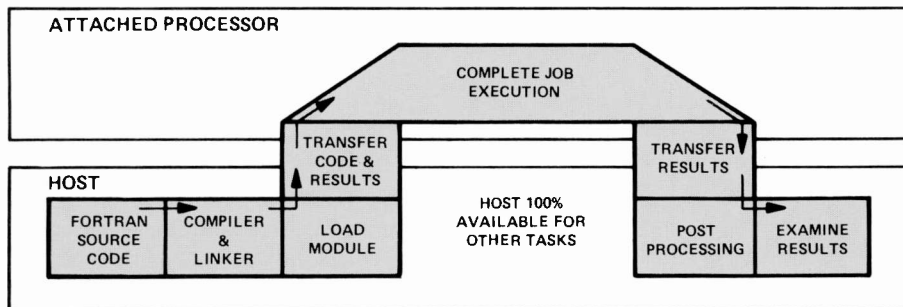 ATTACHED PROCESSOR
COMPLETE JOB
EXECUTION
TRANSFER
CODE &
RESULTS
TRANSFER
RESULTS
HOST
FORTRAN
SOURCE
CODE
COMPILER
&
LINKER
LOAD
MODULE
HOST 100%
AVAILABLE FOR
OTHER TASKS
POST
PROCESSING
EXAMINE
RESULTS